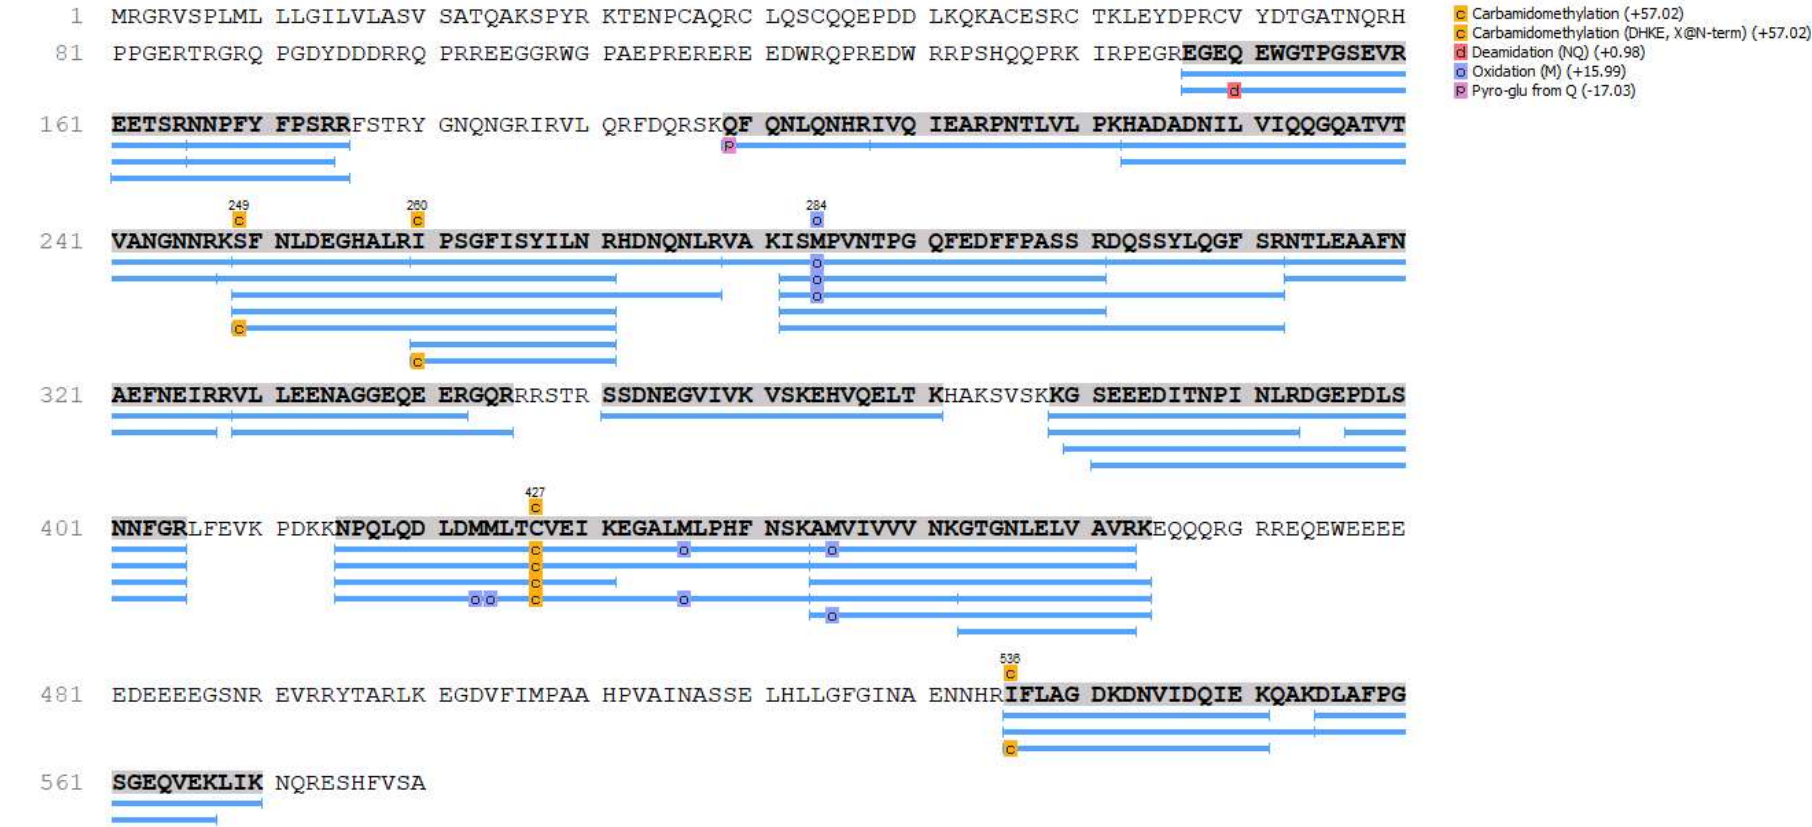 1 MRGRVSPLML LLGILVLASV SATQAKSPYR KTENPCAQRC LQSCQQEPDD LKQKACESRC TKLEYDPRCV YDTGATNQRH
c Carbamidomethylation (+57.02)
c Carbamidomethylation (DHKE, X@N-term) (+57.02)
d Deamidation (NQ) (+0.98)
o Oxidation (M) (+15.99)
p Pyro-glu from Q (-17.03)
81 PPGERTRGRQ PGDYDDDRRQ PRREEGGRWG PAEPRERERE EDWRQPREDW RRPSHQQPRK IRPEGREGEQ EWGTPGSEVR
d
161 EETSRNNPFY FPSRRFSTRY GNQNGRIRVL QRFDQRSKQF QNLQNHRIVQ IEARPNTLVL PKHADADNIL VIQQGQATVT
p
249 260 284
c c o
241 VANGNNRKSF NLDEGHALRI PSGFISYILN RHDNQNLRVA KISMPVNTPG QFEDFFPASS RDQSSYLQGF SRNTLEAAFN
o
o
o
c
c
321 AEFNEIRRVL LEENAGGEQE ERGQRRRSTR SSDNEGVIVK VSKEHVQELT KHAKSVSKKG SEEEDITNPI NLRDGEPDLS
427
c
401 NNFGRLFEVK PDKKNPQLQD LDMMLTCVEI KEGALMLPHF NSKAMVIVVV NKGTGNLELV AVRKEQQQRG RREQEWEEEE
c o o
c
c
o o c o
o
536
c
481 EDEEEEGSNR EVRRYTARLK EGDVFIMPAA HPVAINASSE LHLLGFGINA ENNHRIFLAG DKDNVIDQIE KQAKDLAFPG
c
561 SGEQVEKLIK NQRESHFVSA